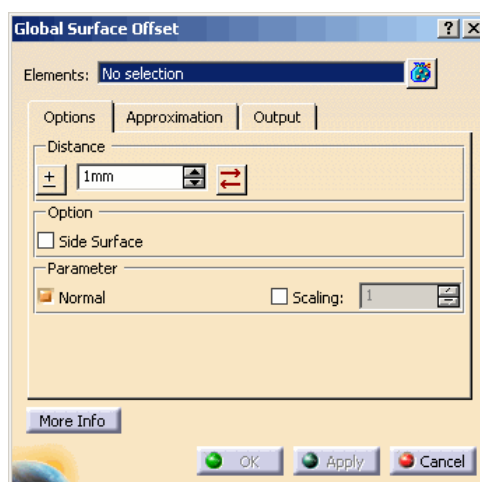 Global Surface Offset
Elements: No selection
Options Approximation Output
Distance
1mm
Option
Side Surface
Parameter
Normal Scaling: 1
More Info
OK Apply Cancel